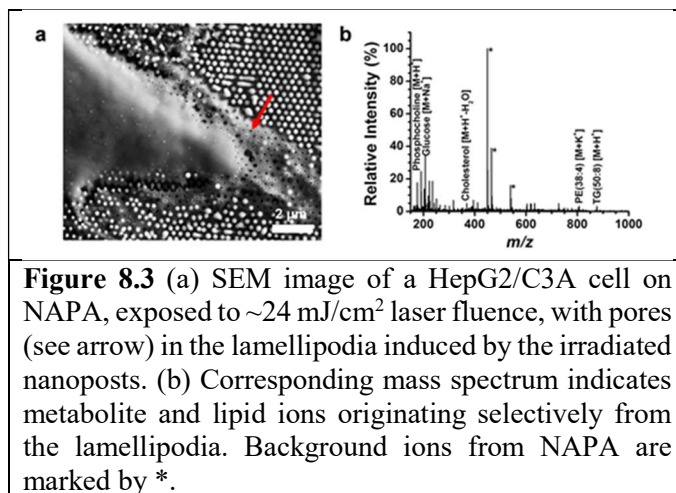 a
b
2 μm
Relative Intensity (%)
100
80
60
40
20
0
Phosphocholine [M+H⁺]
Glucose [M+Na⁺]
Cholesterol [M+H⁺-H₂O]
PE(38:4) [M+K⁺]
TG(50:8) [M+H⁺]
*
*
*
200
400
600
800
1000
m/z
Figure 8.3 (a) SEM image of a HepG2/C3A cell on
NAPA, exposed to ~24 mJ/cm² laser fluence, with pores
(see arrow) in the lamellipodia induced by the irradiated
nanoposts. (b) Corresponding mass spectrum indicates
metabolite and lipid ions originating selectively from
the lamellipodia. Background ions from NAPA are
marked by *.